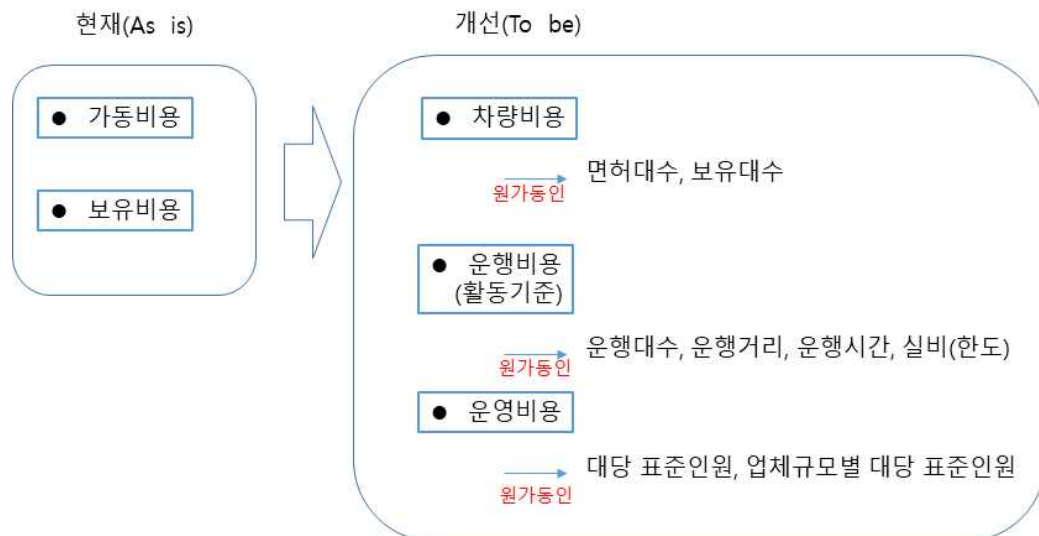 현재(As is)
개선(To be)
● 가동비용
● 보유비용
● 차량비용
원가동인
면허대수, 보유대수
● 운행비용
(활동기준)
원가동인
운행대수, 운행거리, 운행시간, 실비(한도)
● 운영비용
원가동인
대당 표준인원, 업체규모별 대당 표준인원